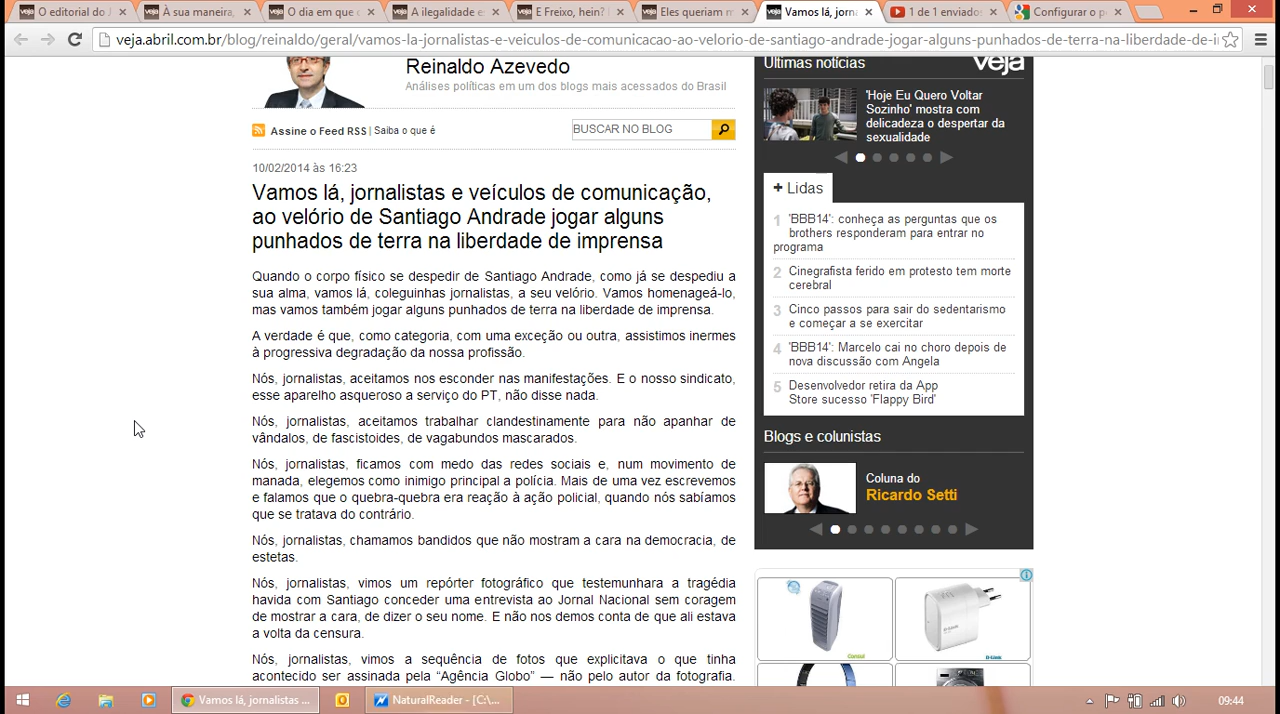 O editorial do J
À sua maneira,
O dia em que c
A ilegalidade e
E Freixo, hein?
Eles queriam m
Vamos lá, jorna
1 de 1 enviados
Configurar o pe
veja.abril.com.br/blog/reinaldo/geral/vamos-la-jornalistas-e-veiculos-de-comunicacao-ao-velorio-de-santiago-andrade-jogar-alguns-punhados-de-terra-na-liberdade-de-i
Reinaldo Azevedo
Análises políticas em um dos blogs mais acessados do Brasil
Assine o Feed RSS | Saiba o que é
BUSCAR NO BLOG
10/02/2014 às 16:23
Vamos lá, jornalistas e veículos de comunicação,
ao velório de Santiago Andrade jogar alguns
punhados de terra na liberdade de imprensa
Quando o corpo físico se despedir de Santiago Andrade, como já se despediu a
sua alma, vamos lá, coleguinhas jornalistas, a seu velório. Vamos homenageá-lo,
mas vamos também jogar alguns punhados de terra na liberdade de imprensa.
A verdade é que, como categoria, com uma exceção ou outra, assistimos inermes
à progressiva degradação da nossa profissão.
Nós, jornalistas, aceitamos nos esconder nas manifestações. E o nosso sindicato,
esse aparelho asqueroso a serviço do PT, não disse nada.
Nós, jornalistas, aceitamos trabalhar clandestinamente para não apanhar de
vândalos, de fascistoides, de vagabundos mascarados.
Nós, jornalistas, ficamos com medo das redes sociais e, num movimento de
manada, elegemos como inimigo principal a polícia. Mais de uma vez escrevemos
e falamos que o quebra-quebra era reação à ação policial, quando nós sabíamos
que se tratava do contrário.
Nós, jornalistas, chamamos bandidos que não mostram a cara na democracia, de
estetas.
Nós, jornalistas, vimos um repórter fotográfico que testemunhara a tragédia
havida com Santiago conceder uma entrevista ao Jornal Nacional sem coragem
de mostrar a cara, de dizer o seu nome. E não nos demos conta de que ali estava
a volta da censura.
Nós, jornalistas, vimos a sequência de fotos que explicitava o que tinha
acontecido ser assinada pela “Agência Globo” — não pelo autor da fotografia.
Últimas notícias
veja
'Hoje Eu Quero Voltar
Sozinho' mostra com
delicadeza o despertar da
sexualidade
+ Lidas
1 'BBB14': conheça as perguntas que os
brothers responderam para entrar no
programa
2 Cinegrafista ferido em protesto tem morte
cerebral
3 Cinco passos para sair do sedentarismo
e começar a se exercitar
4 'BBB14': Marcelo cai no choro depois de
nova discussão com Angela
5 Desenvolvedor retira da App
Store sucesso 'Flappy Bird'
Blogs e colunistas
Coluna do
Ricardo Setti
Consul
D-Link
Vamos lá, jornalistas ...
NaturalReader - [C:\...
09:44